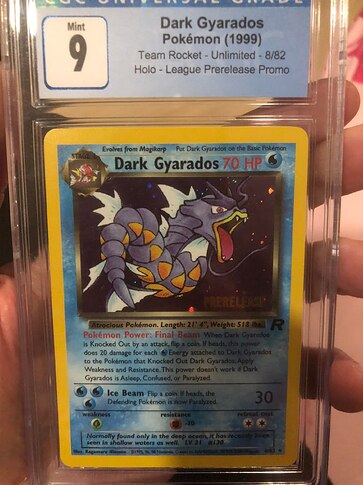 CGC UNIVERSAL GRADE
Mint
9
Dark Gyarados
Pokémon (1999)
Team Rocket - Unlimited - 8/82
Holo - League Prerelease Promo
Evolves from Magikarp Put Dark Gyarados on the Basic Pokémon
STAGE 1
Dark Gyarados 70 HP
PRERELEASE
Atrocious Pokémon. Length: 21' 4", Weight: 518 lbs.
R
Pokémon Power: Final Beam When Dark Gyarados
is Knocked Out by an attack, flip a coin. If heads, this power
does 20 damage for each Energy attached to Dark Gyarados
to the Pokémon that Knocked Out Dark Gyarados. Apply
Weakness and Resistance. This power doesn't work if Dark
Gyarados is Asleep, Confused, or Paralyzed.
Ice Beam Flip a coin. If heads, the
Defending Pokémon is now Paralyzed.
30
weakness resistance retreat cost
-30
Normally found only in the deep ocean, it has recently been
seen in shallow waters as well. LV. 31 #130
8/82